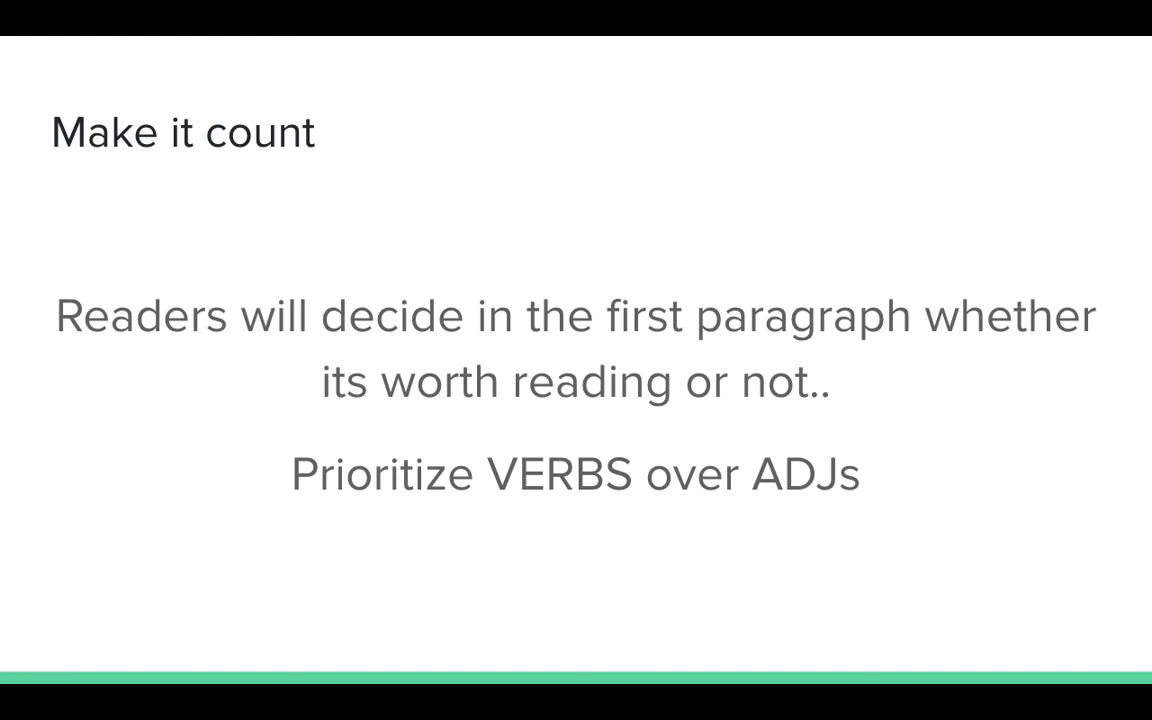 Make it count
Readers will decide in the first paragraph whether
its worth reading or not..
Prioritize VERBS over ADJs